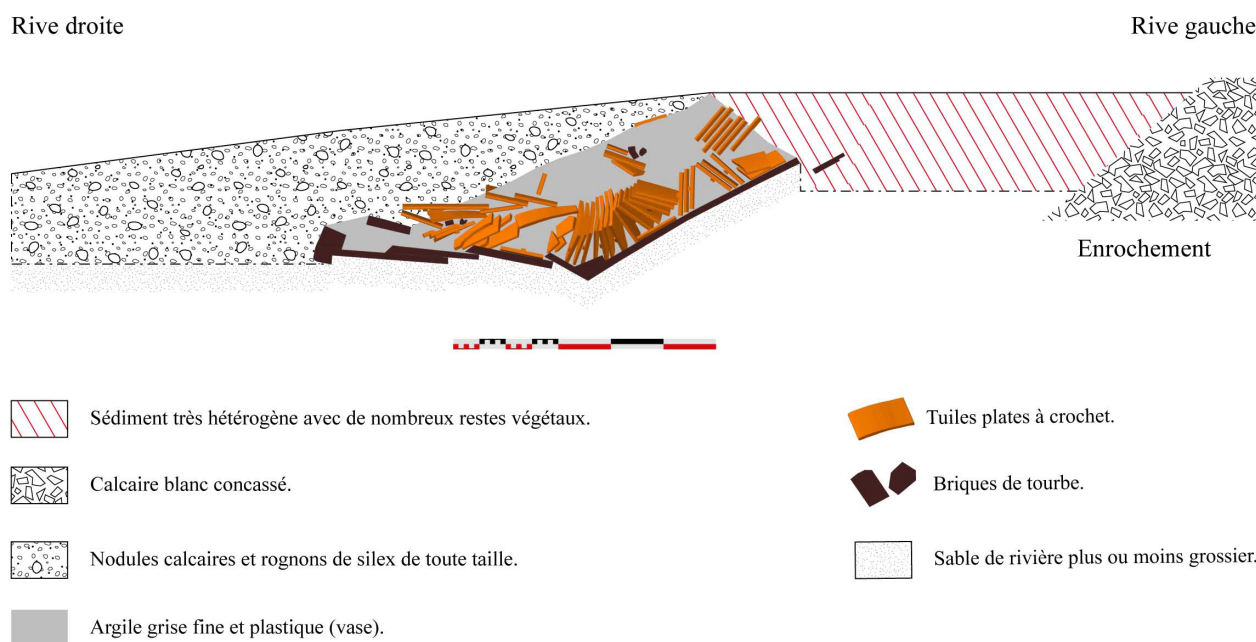 Rive droite
Rive gauche
Enrochement
Sédiment très hétérogène avec de nombreux restes végétaux.
Calcaire blanc concassé.
Nodules calcaires et rognons de silex de toute taille.
Argile grise fine et plastique (vase).
Tuiles plates à crochet.
Briques de tourbe.
Sable de rivière plus ou moins grossier.